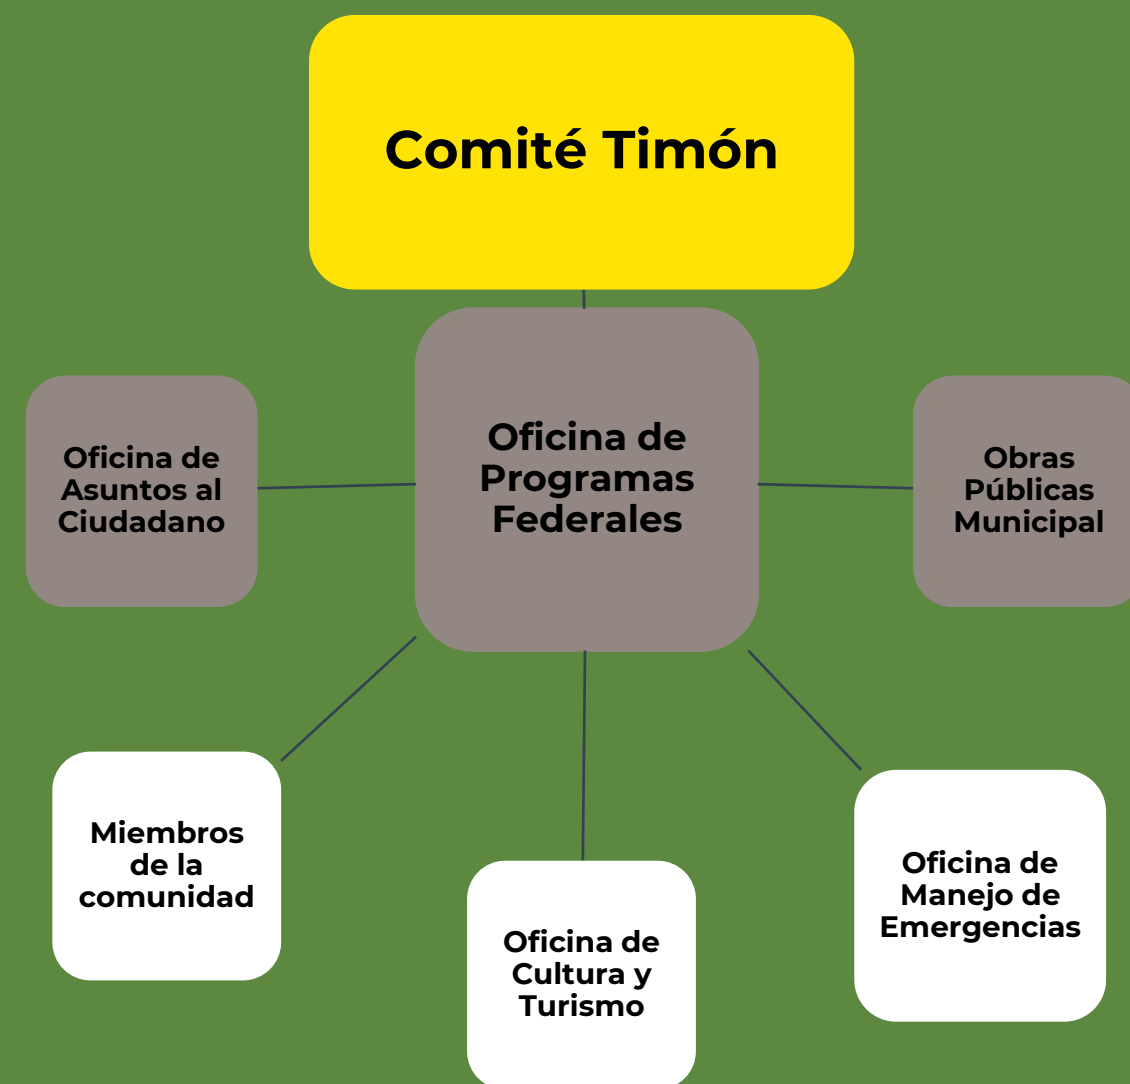 Comité Timón
Oficina de
Programas
Federales
Oficina de
Asuntos al
Ciudadano
Obras
Públicas
Municipal
Miembros
de la
comunidad
Oficina de
Cultura y
Turismo
Oficina de
Manejo de
Emergencias